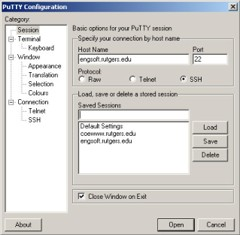 PuTTY Configuration
Category:
Session
Terminal
Keyboard
Window
Appearance
Translation
Selection
Colours
Connection
Telnet
SSH
Basic options for your PuTTY session
Specify your connection by host name
Host Name
Port
engsoft.rutgers.edu
22
Protocol:
Raw
Telnet
SSH
Load, save or delete a stored session
Saved Sessions
Default Settings
coewww.rutgers.edu
engsoft.rutgers.edu
Load
Save
Delete
Close Window on Exit
About
Open
Cancel